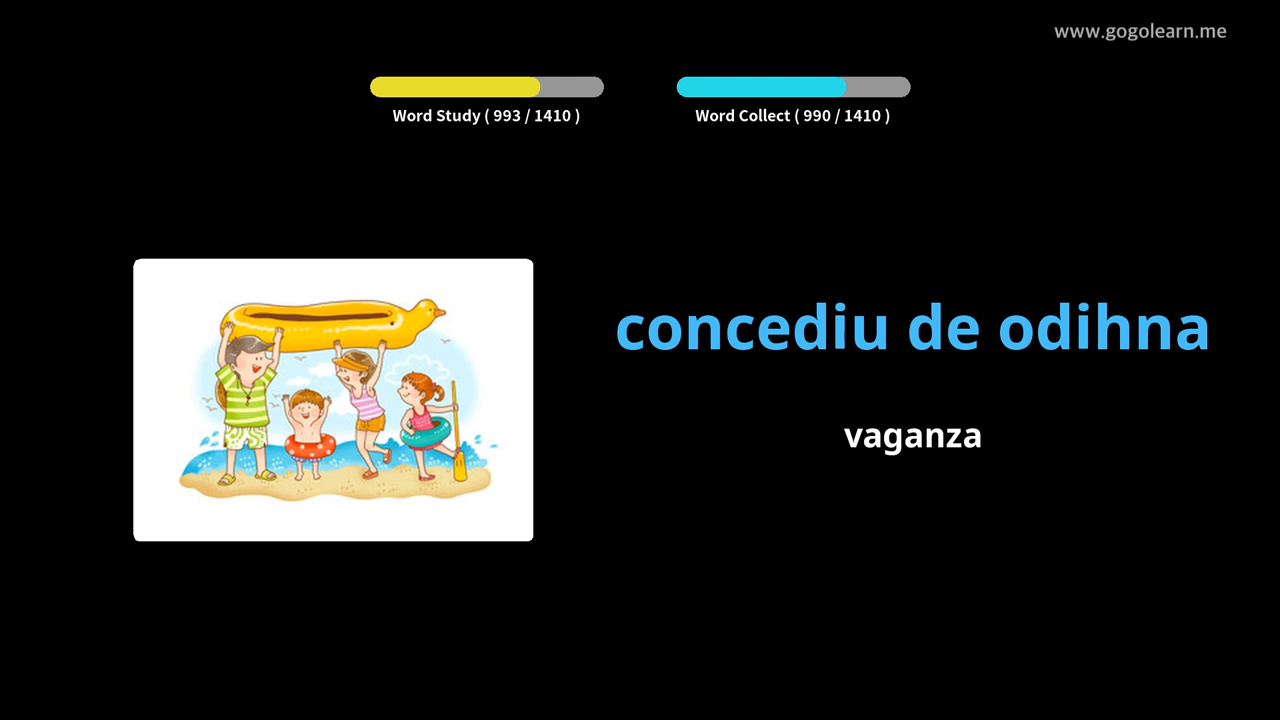 www.gogolearn.me
Word Study ( 993 / 1410 )
Word Collect ( 990 / 1410 )
concediu de odihna
vaganza